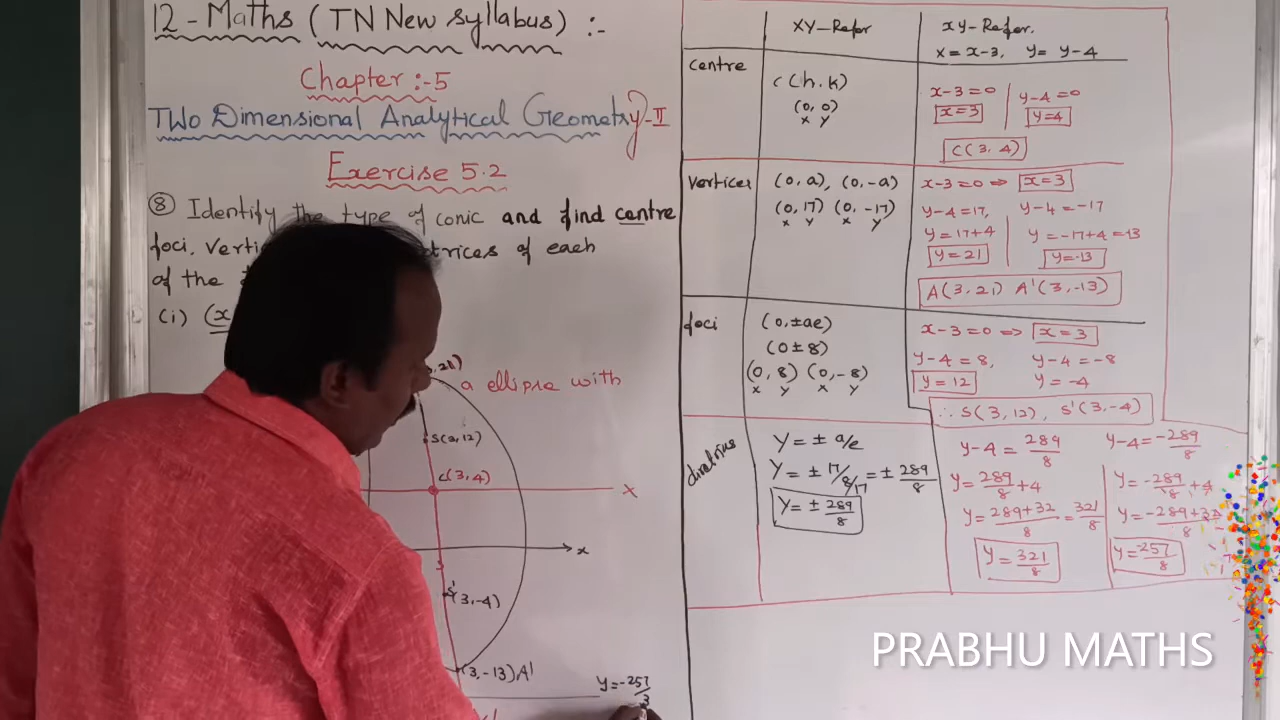 12 - Maths (TN New syllabus) :-
Chapter :- 5
TWO Dimensional Analytical Geometry-II
Exercise 5.2
⑧ Identify the type of conic and find centre
foci, Verti trices of each
of the
(i) (x
, 21)
a ellipse with
S(3,12)
C(3,4)
X
x
S'(3,-4)
(3,-13)A'
y=-257/3
XY-Refer
xy-Refer.
X = x-3, Y = y-4
Centre
C(h,k)
(0, 0)
x y
x-3=0
x=3
y-4=0
y=4
C(3,4)
Vertices
(0,a), (0,-a)
(0,17) (0,-17)
x y x y
x-3=0 ⇒ x=3
y-4=17, y-4=-17
y=17+4 y=-17+4=13
y=21 y=-13
A(3,21) A'(3,-13)
foci
(0,±ae)
(0±8)
(0,8) (0,-8)
x y x y
x-3=0 ⇒ x=3
y-4=8, y-4=-8
y=12 y=-4
∴ S(3,12), S'(3,-4)
Y=± a/e
Y=± 17/8/17 = ± 289/8
Y=± 289/8
y-4 = 289/8 y-4=-289/8
y=289/8+4 y=-289/8+4
y=289+32/8=321/8 y=-289+32/8
y=321/8 y=-257/8
PRABHU MATHS